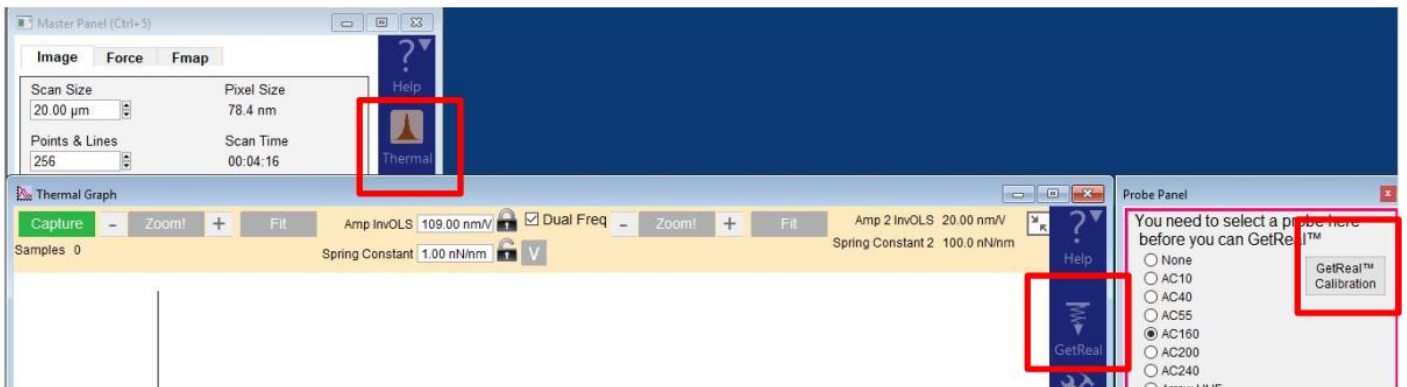 Master Panel (Ctrl+5)
Image Force Fmap
Help
Scan Size Pixel Size
20.00 µm 78.4 nm
Points & Lines Scan Time
256 00:04:16
Thermal
Thermal Graph
Capture - Zoom! + Fit Amp InvOLS 109.00 nm/V Dual Freq - Zoom! + Fit Amp 2 InvOLS 20.00 nm/V
Samples 0 Spring Constant 1.00 nN/nm V Spring Constant 2 100.0 nN/nm
Help
GetReal
Probe Panel
You need to select a probe here
before you can GetReal™
None
AC10
AC40
AC55
AC160
AC200
AC240
GetReal™
Calibration